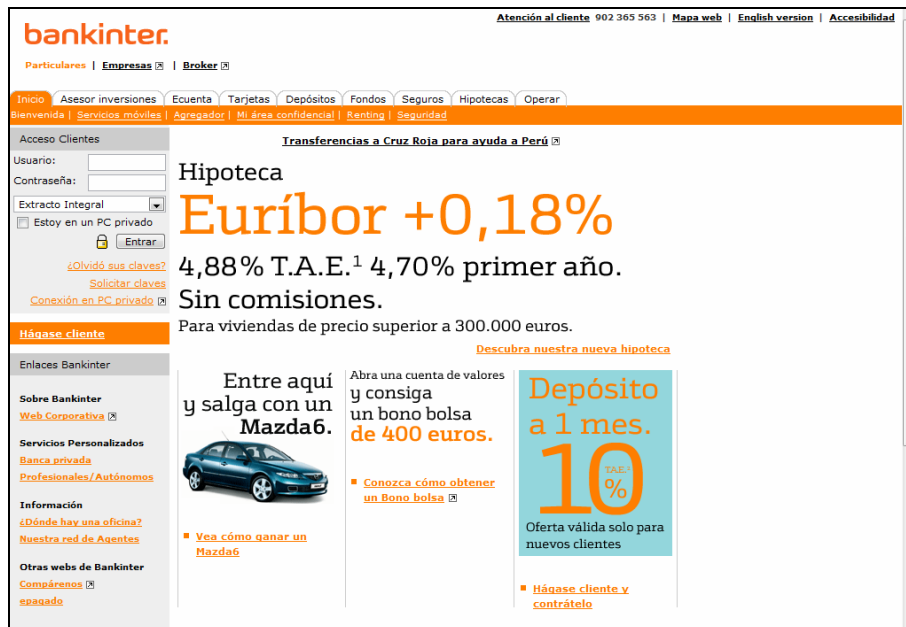 Atención al cliente 902 365 563 | Mapa web | English version | Accesibilidad
bankinter.
Particulares | Empresas | Broker
Inicio Asesor inversiones Ecuenta Tarjetas Depósitos Fondos Seguros Hipotecas Operar
Bienvenida | Servicios móviles | Agregador | Mi área confidencial | Renting | Seguridad
Acceso Clientes
Usuario:
Contraseña:
Extracto Integral
Estoy en un PC privado
Entrar
¿Olvidó sus claves?
Solicitar claves
Conexión en PC privado
Hágase cliente
Enlaces Bankinter
Sobre Bankinter
Web Corporativa
Servicios Personalizados
Banca privada
Profesionales/Autónomos
Información
¿Dónde hay una oficina?
Nuestra red de Agentes
Otras webs de Bankinter
Compárenos
epagado
Transferencias a Cruz Roja para ayuda a Perú
Hipoteca
Euríbor +0,18%
4,88% T.A.E.¹ 4,70% primer año.
Sin comisiones.
Para viviendas de precio superior a 300.000 euros.
Descubra nuestra nueva hipoteca
Entre aquí
y salga con un
Mazda6.
Vea cómo ganar un
Mazda6
Abra una cuenta de valores
y consiga
un bono bolsa
de 400 euros.
Conozca cómo obtener
un Bono bolsa
Depósito
a 1 mes.
10 T.A.E. %
Oferta válida solo para
nuevos clientes
Hágase cliente y
contrátelo